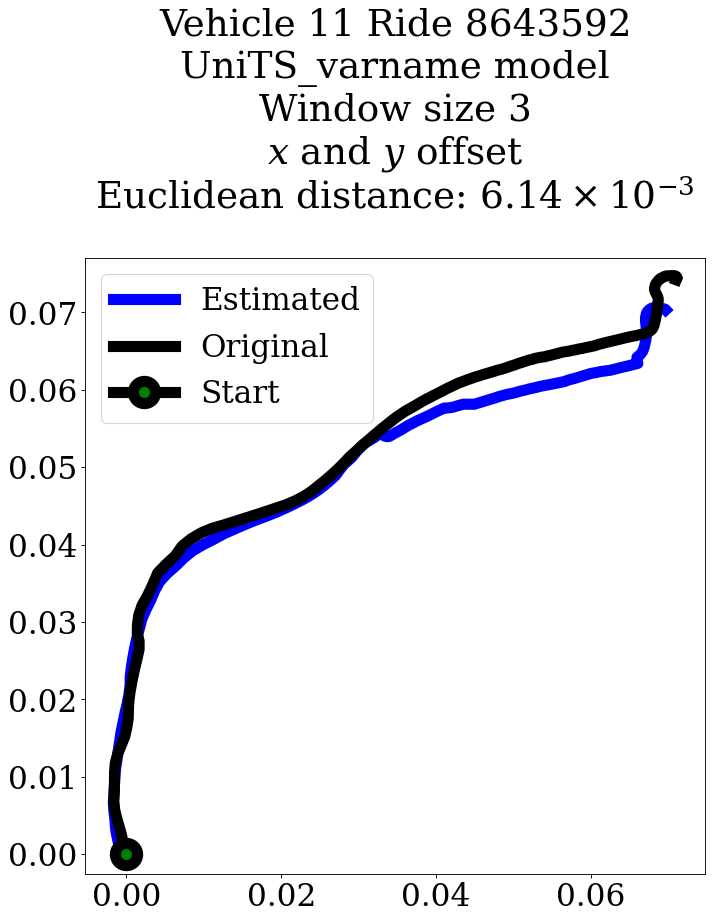 Vehicle 11 Ride 8643592
UniTS_varname model
Window size 3
x and y offset
Euclidean distance: 6.14 × 10⁻³
Estimated
Original
Start
0.07
0.06
0.05
0.04
0.03
0.02
0.01
0.00
0.00 0.02 0.04 0.06